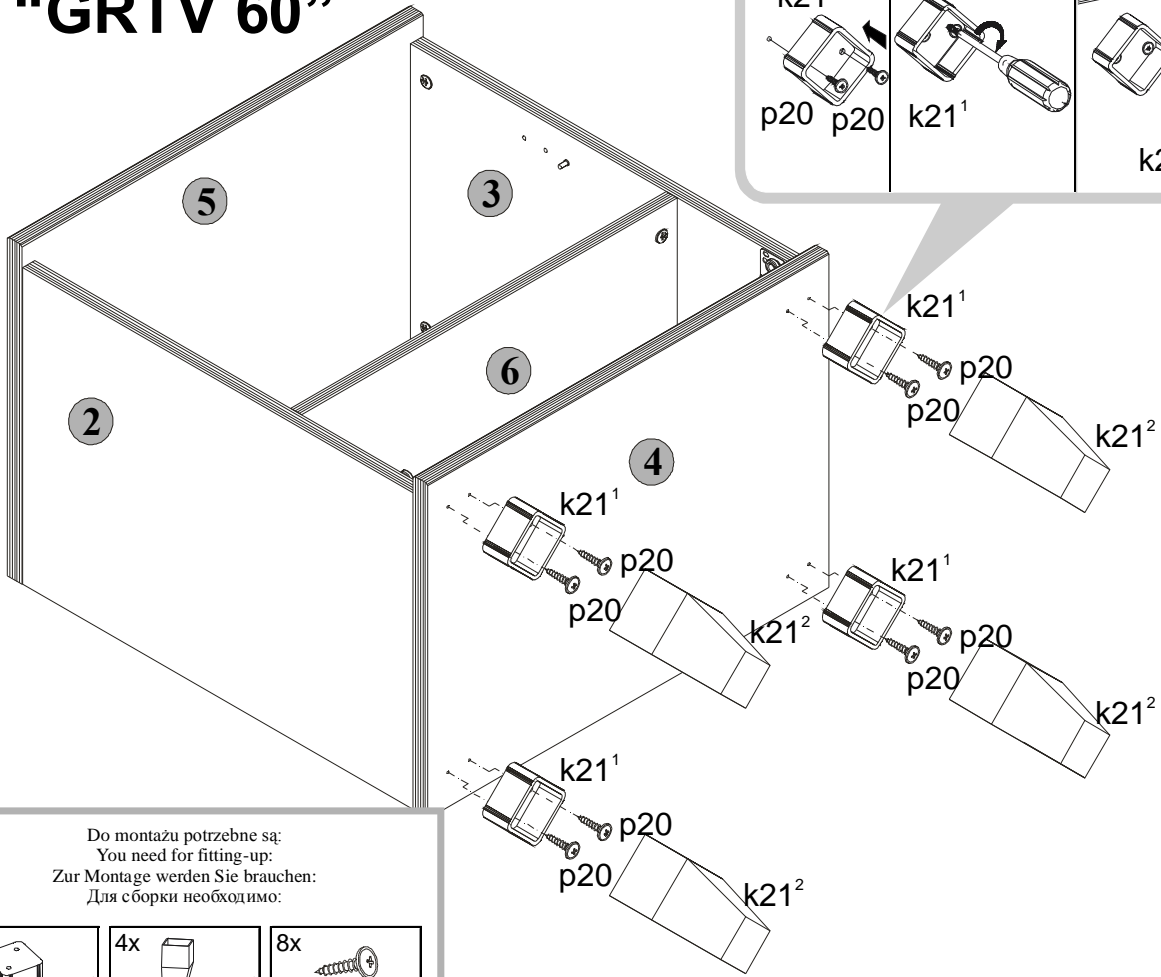 “GRTV 60”
k21
p20 p20
k21¹
5
3
6
2
4
k21¹
p20
p20
k21²
k21¹
p20
p20
k21²
k21¹
p20
p20
k21²
k21¹
p20
p20
k21²
Do montażu potrzebne są:
You need for fitting-up:
Zur Montage werden Sie brauchen:
Для сборки необходимо:
4x
8x